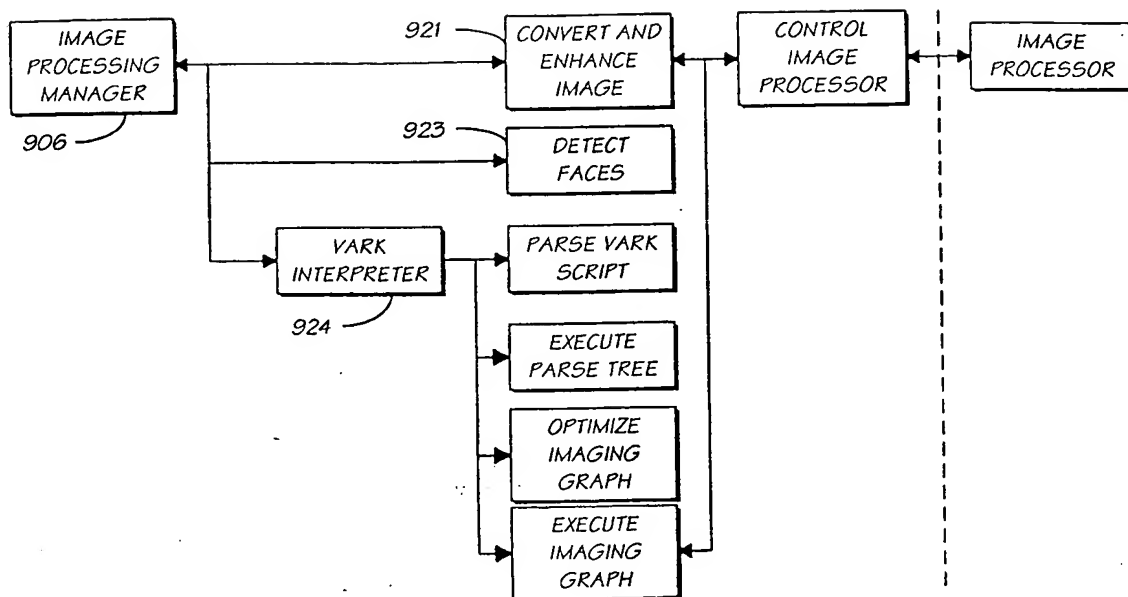 IMAGE
PROCESSING
MANAGER
906
921
CONVERT AND
ENHANCE
IMAGE
CONTROL
IMAGE
PROCESSOR
IMAGE
PROCESSOR
923
DETECT
FACES
VARK
INTERPRETER
924
PARSE VARK
SCRIPT
EXECUTE
PARSE TREE
OPTIMIZE
IMAGING
GRAPH
EXECUTE
IMAGING
GRAPH